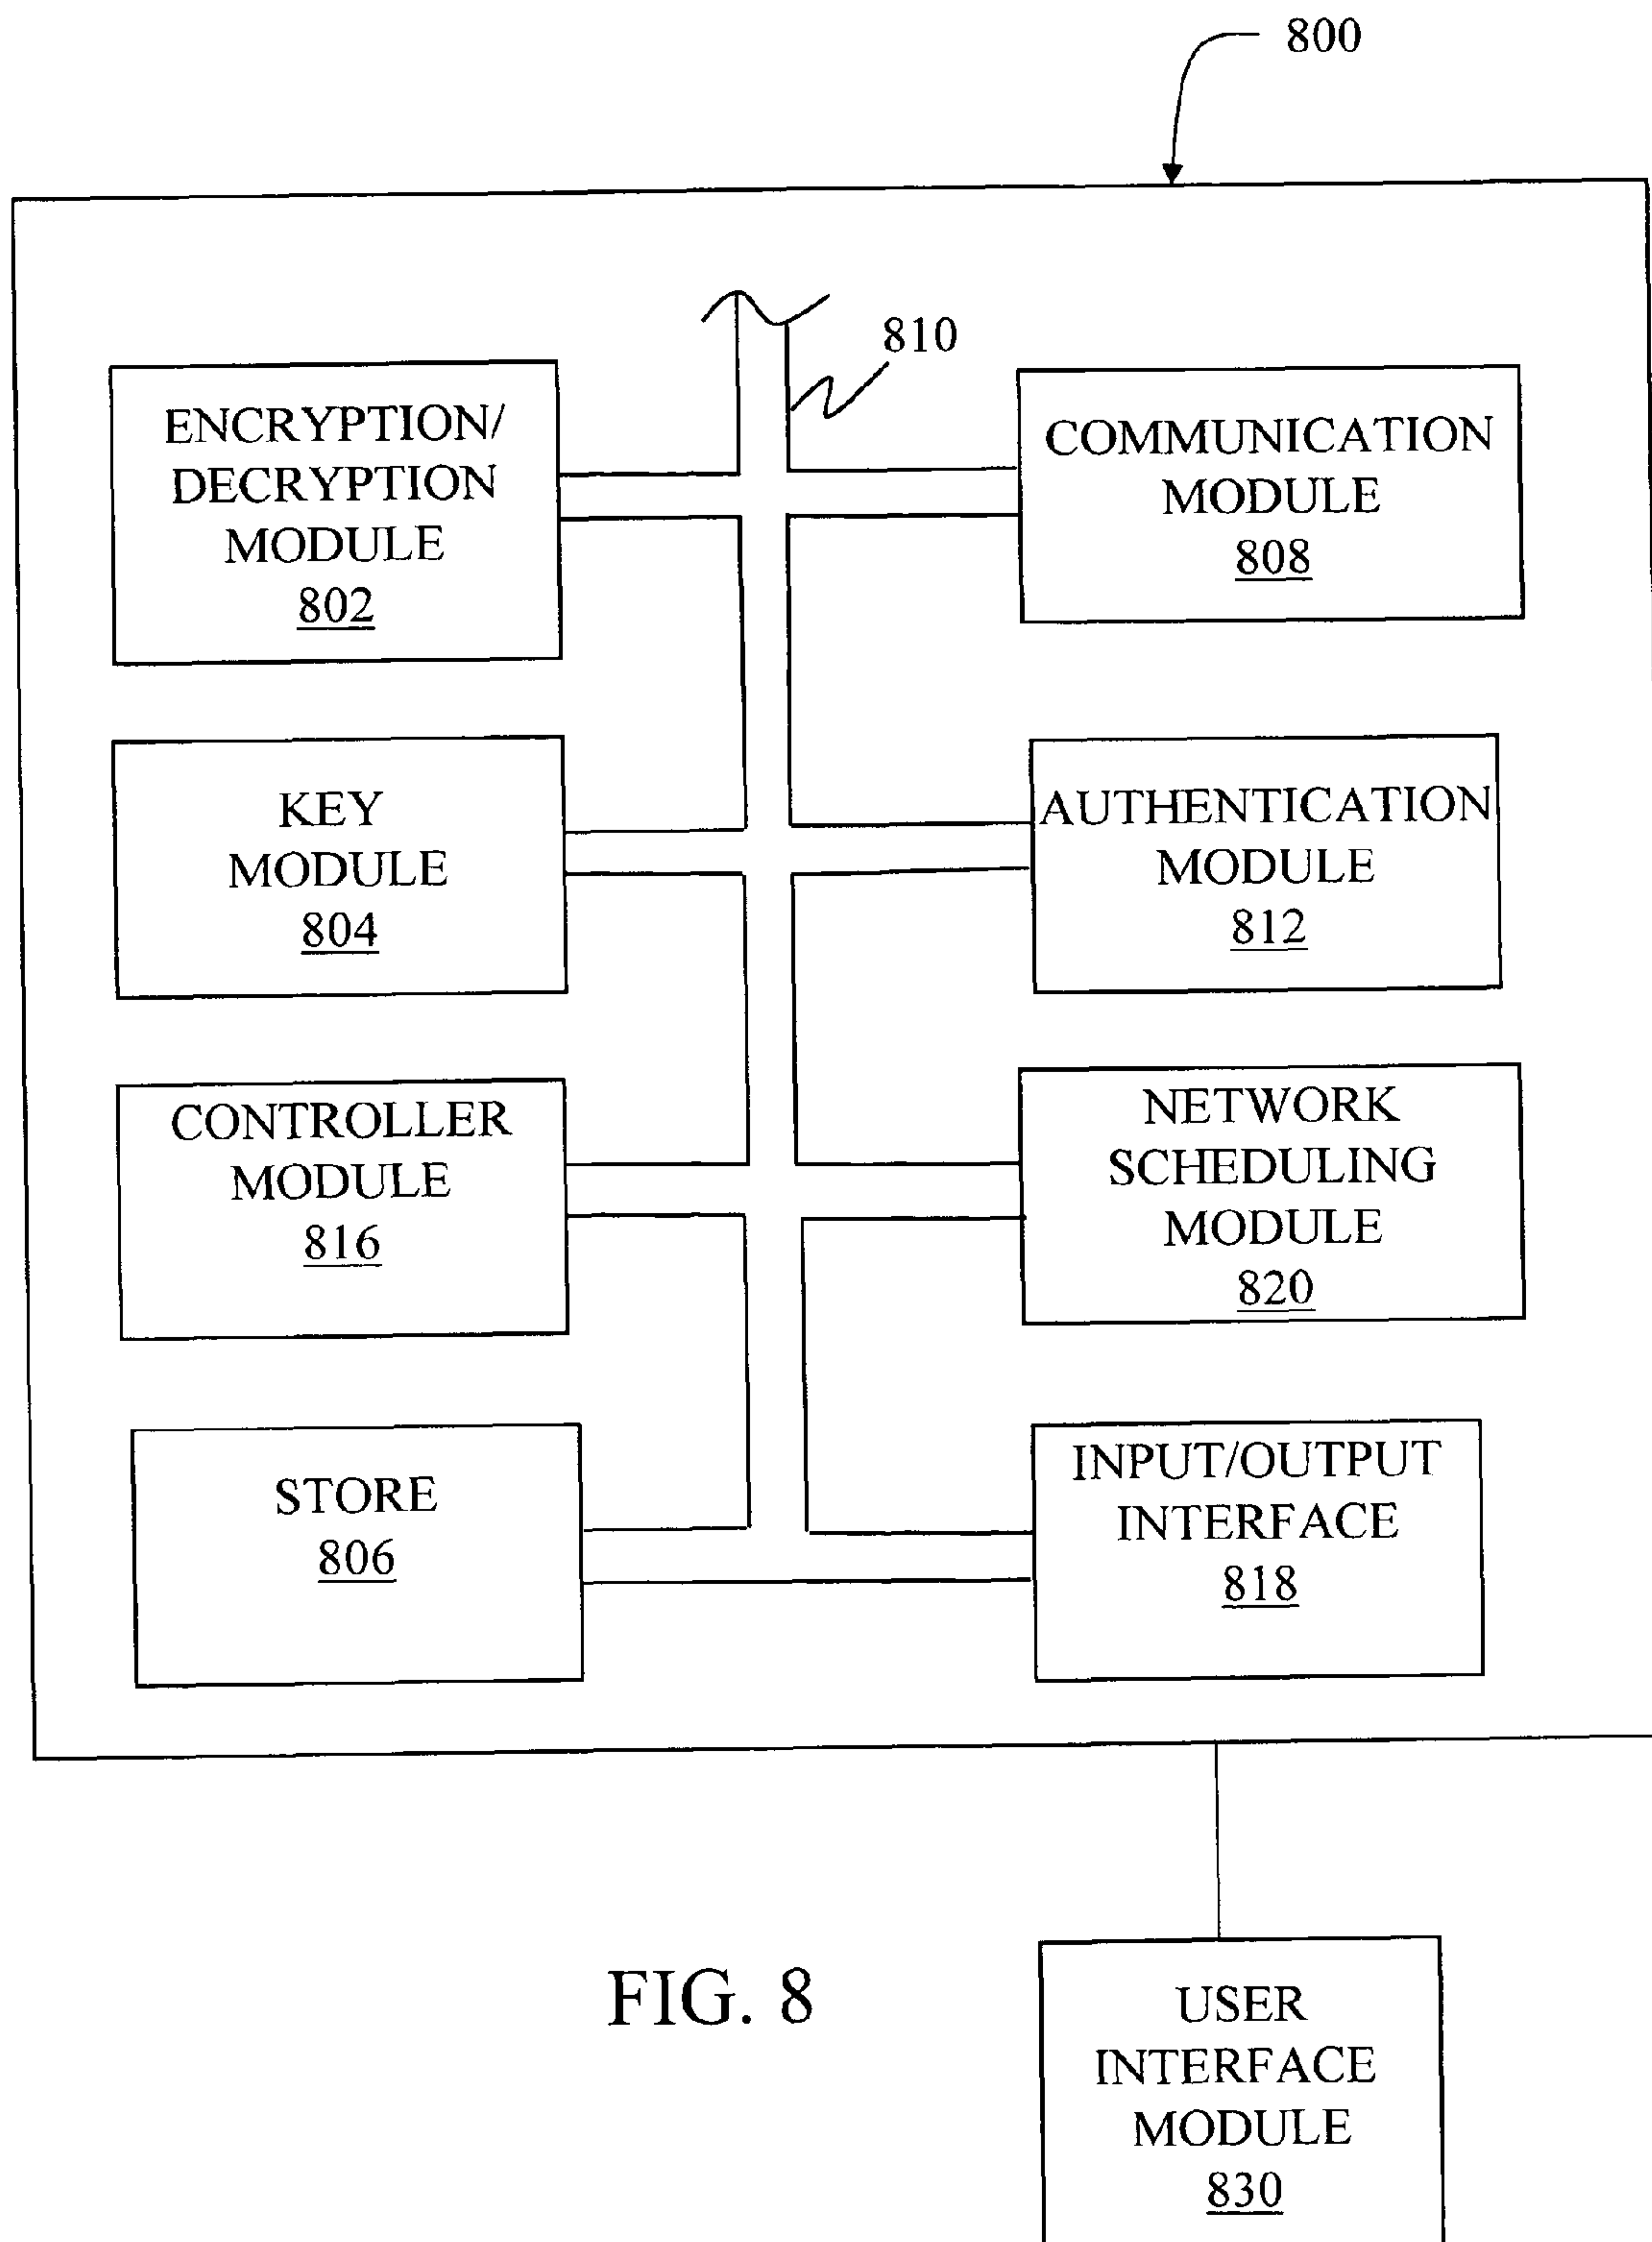 800
810
ENCRYPTION/
DECRYPTION
MODULE
802
COMMUNICATION
MODULE
808
KEY
MODULE
804
AUTHENTICATION
MODULE
812
CONTROLLER
MODULE
816
NETWORK
SCHEDULING
MODULE
820
STORE
806
INPUT/OUTPUT
INTERFACE
818
FIG. 8
USER
INTERFACE
MODULE
830